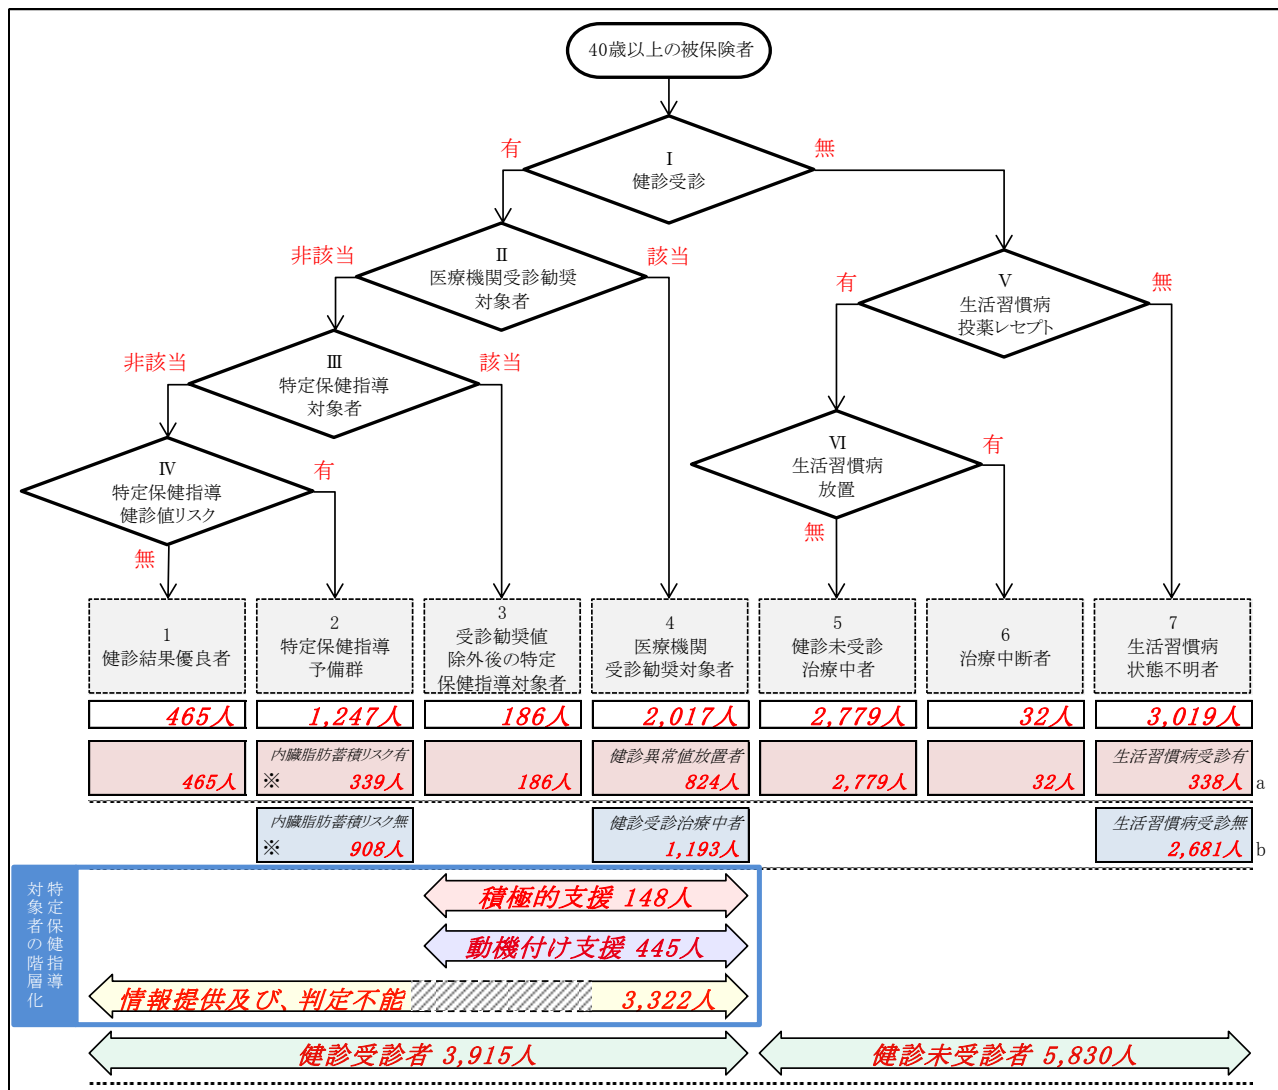 40歳以上の被保険者
有
Ⅰ
健診受診
無
非該当
Ⅱ
医療機関受診勧奨
対象者
該当
有
Ⅴ
生活習慣病
投薬レセプト
無
非該当
Ⅲ
特定保健指導
対象者
該当
Ⅳ
特定保健指導
健診値リスク
有
無
Ⅵ
生活習慣病
放置
有
無
1
健診結果優良者
2
特定保健指導
予備群
3
受診勧奨値
除外後の特定
保健指導対象者
4
医療機関
受診勧奨対象者
5
健診未受診
治療中者
6
治療中断者
7
生活習慣病
状態不明者
465人
1,247人
186人
2,017人
2,779人
32人
3,019人
465人
内臓脂肪蓄積リスク有
※ 339人
186人
健診異常値放置者
824人
2,779人
32人
生活習慣病受診有
338人
a
内臓脂肪蓄積リスク無
※ 908人
健診受診治療中者
1,193人
生活習慣病受診無
2,681人
b
特定保健指導
対象者の階層化
積極的支援 148人
動機付け支援 445人
情報提供及び、判定不能 3,322人
健診受診者 3,915人
健診未受診者 5,830人